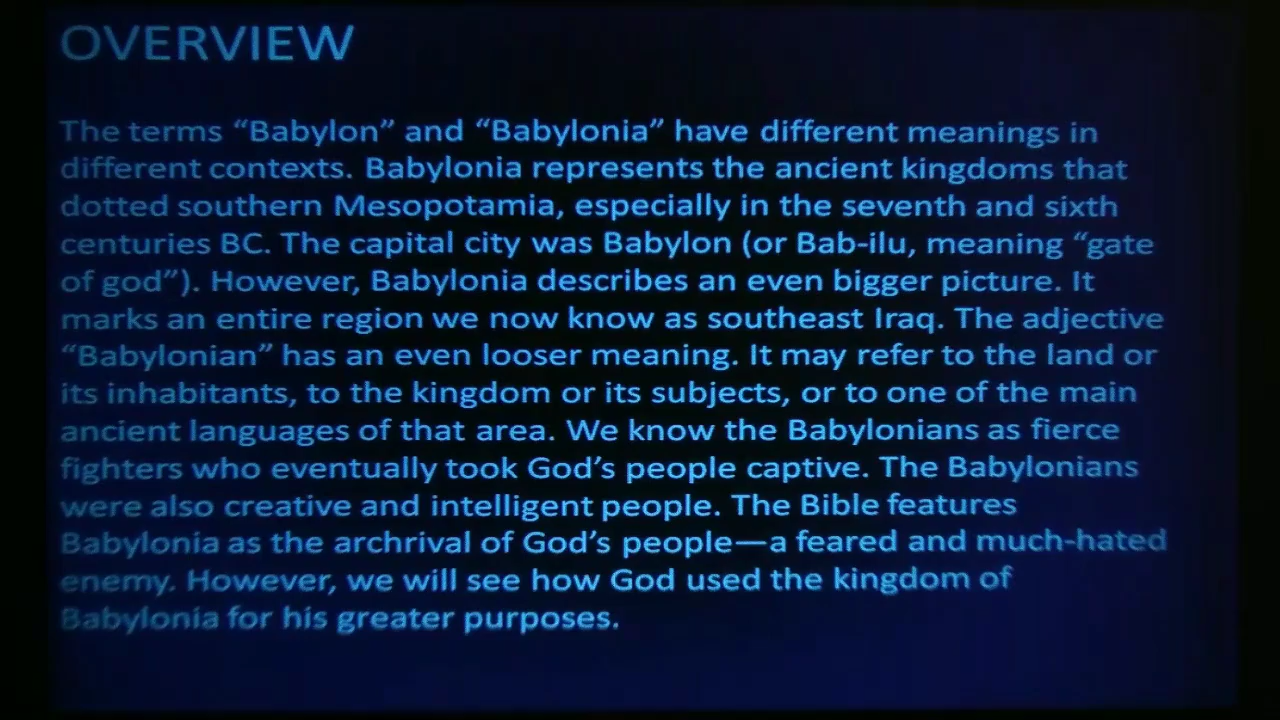 OVERVIEW
The terms “Babylon” and “Babylonia” have different meanings in
different contexts. Babylonia represents the ancient kingdoms that
dotted southern Mesopotamia, especially in the seventh and sixth
centuries BC. The capital city was Babylon (or Bab-ilu, meaning “gate
of god”). However, Babylonia describes an even bigger picture. It
marks an entire region we now know as southeast Iraq. The adjective
“Babylonian” has an even looser meaning. It may refer to the land or
its inhabitants, to the kingdom or its subjects, or to one of the main
ancient languages of that area. We know the Babylonians as fierce
fighters who eventually took God’s people captive. The Babylonians
were also creative and intelligent people. The Bible features
Babylonia as the archrival of God’s people—a feared and much-hated
enemy. However, we will see how God used the kingdom of
Babylonia for his greater purposes.